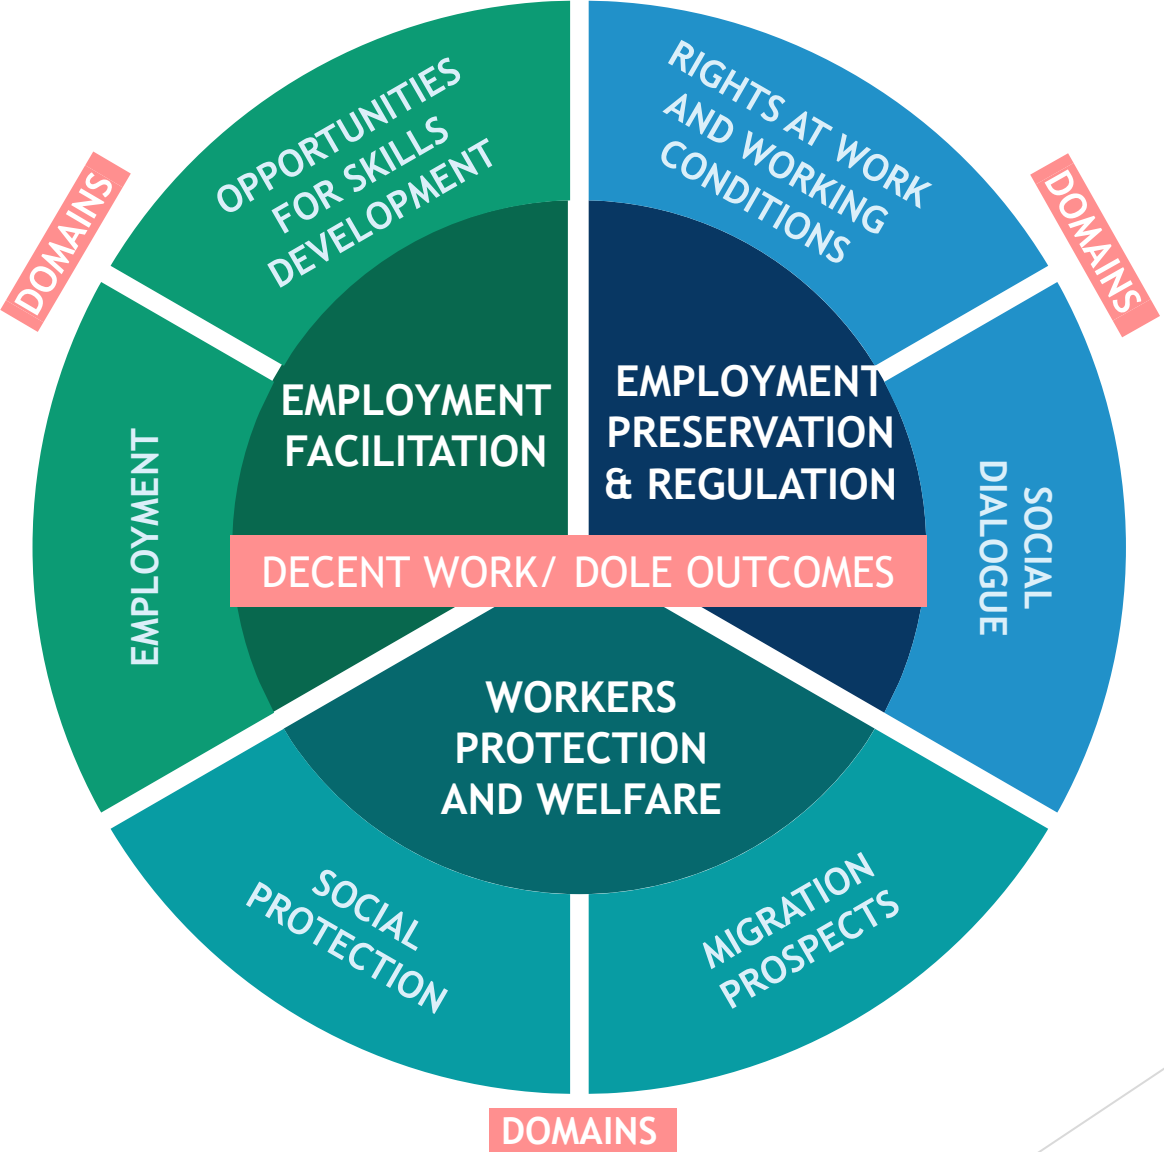 OPPORTUNITIES
FOR SKILLS
DEVELOPMENT
RIGHTS AT WORK
AND WORKING
CONDITIONS
DOMAINS
DOMAINS
EMPLOYMENT
FACILITATION
EMPLOYMENT
PRESERVATION
& REGULATION
EMPLOYMENT
SOCIAL
DIALOGUE
DECENT WORK/ DOLE OUTCOMES
WORKERS
PROTECTION
AND WELFARE
SOCIAL
PROTECTION
MIGRATION
PROSPECTS
DOMAINS